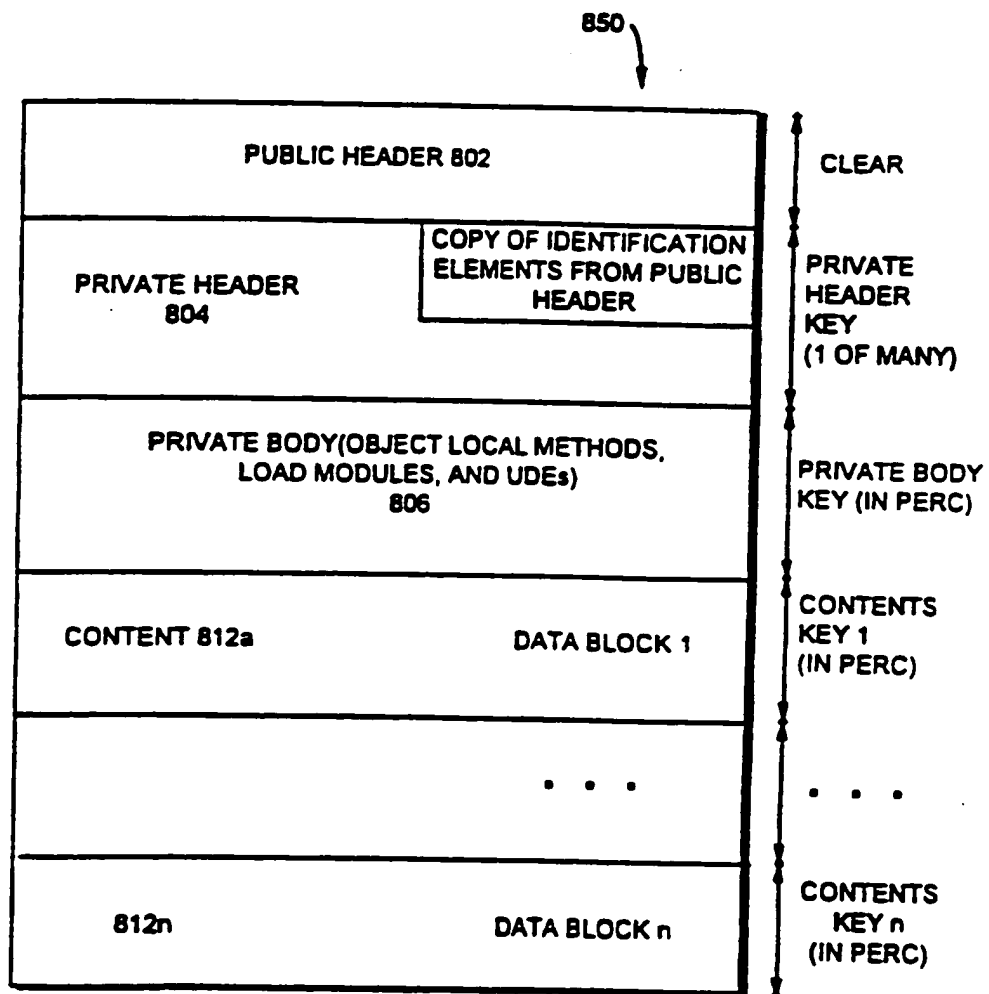 850
PUBLIC HEADER 802
CLEAR
COPY OF IDENTIFICATION
ELEMENTS FROM PUBLIC
HEADER
PRIVATE HEADER
804
PRIVATE
HEADER
KEY
(1 OF MANY)
PRIVATE BODY(OBJECT LOCAL METHODS,
LOAD MODULES, AND UDEs)
806
PRIVATE BODY
KEY (IN PERC)
CONTENT 812a
DATA BLOCK 1
CONTENTS
KEY 1
(IN PERC)
. . .
. . .
812n
DATA BLOCK n
CONTENTS
KEY n
(IN PERC)